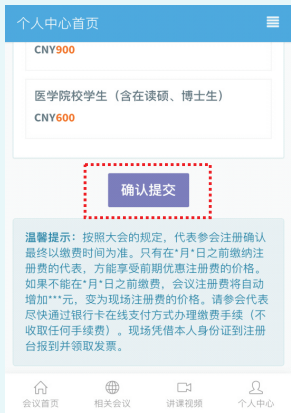 个人中心首页
CNY900
医学院校学生（含在读硕、博士生）
CNY600
确认提交
温馨提示：按照大会的规定，代表参会注册确认
最终以缴费时间为准。只有在*月*日之前缴纳注
册费的代表，方能享受前期优惠注册费的价格。
如果不能在*月*日之前缴费，会议注册费将自动
增加***元，变为现场注册费的价格。请参会代表
尽快通过银行卡在线支付方式办理缴费手续（不
收取任何手续费）。现场凭借本人身份证到注册
台报到并领取发票。
会议首页
相关会议
讲课视频
个人中心